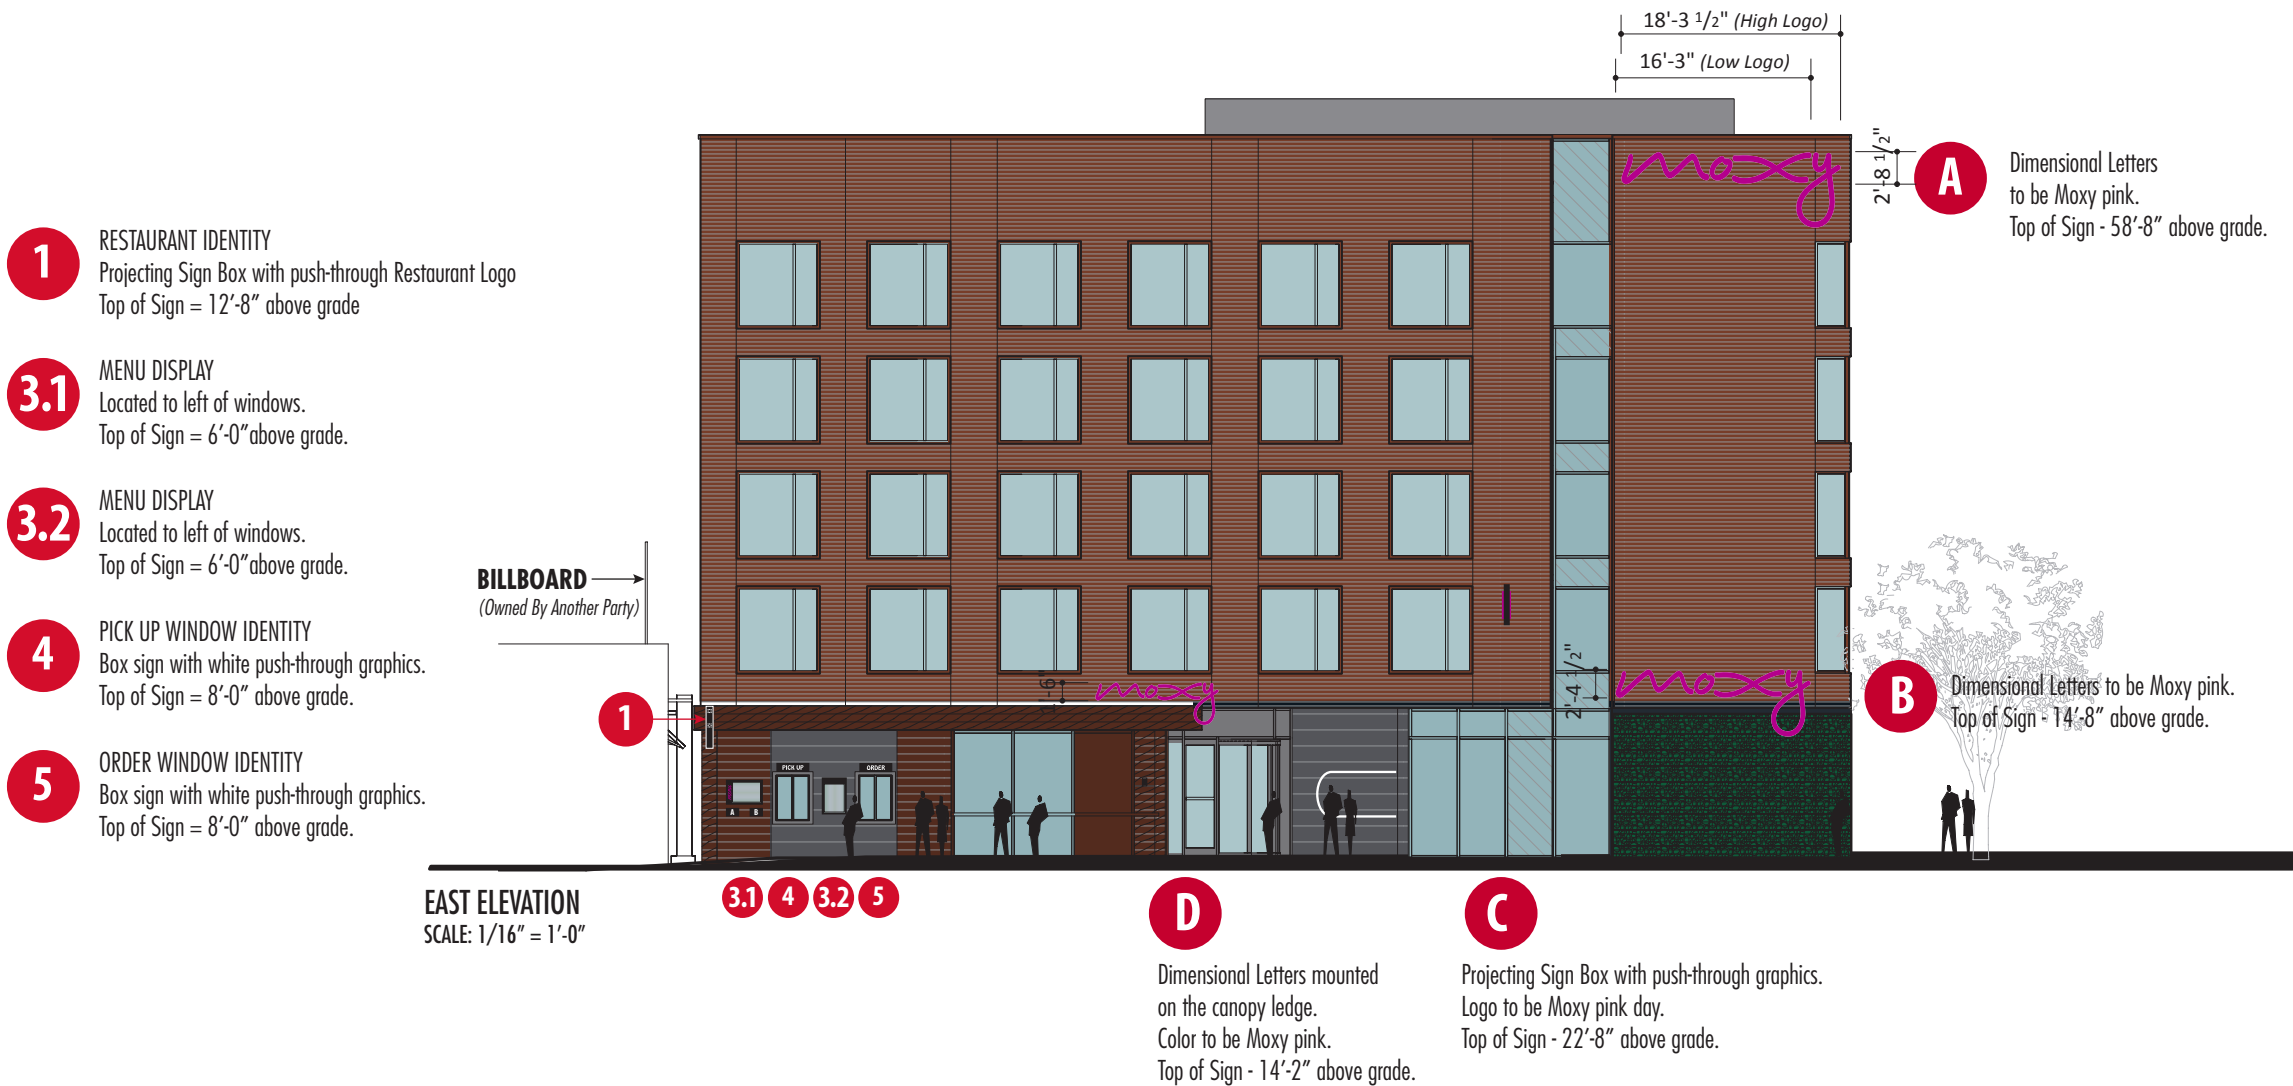 18'-3 1/2" (High Logo)
16'-3" (Low Logo)
moxy
2'-8 1/2"
A
Dimensional Letters
to be Moxy pink.
Top of Sign - 58'-8" above grade.
1
RESTAURANT IDENTITY
Projecting Sign Box with push-through Restaurant Logo
Top of Sign = 12'-8" above grade
3.1
MENU DISPLAY
Located to left of windows.
Top of Sign = 6'-0"above grade.
3.2
MENU DISPLAY
Located to left of windows.
Top of Sign = 6'-0"above grade.
4
PICK UP WINDOW IDENTITY
Box sign with white push-through graphics.
Top of Sign = 8'-0" above grade.
5
ORDER WINDOW IDENTITY
Box sign with white push-through graphics.
Top of Sign = 8'-0" above grade.
BILLBOARD
(Owned By Another Party)
1
1'-6"
moxy
2'-4 1/2"
moxy
B
Dimensional Letters to be Moxy pink.
Top of Sign - 14'-8" above grade.
PICK UP
ORDER
A B
EAST ELEVATION
SCALE: 1/16" = 1'-0"
3.1
4
3.2
5
D
Dimensional Letters mounted
on the canopy ledge.
Color to be Moxy pink.
Top of Sign - 14'-2" above grade.
C
Projecting Sign Box with push-through graphics.
Logo to be Moxy pink day.
Top of Sign - 22'-8" above grade.